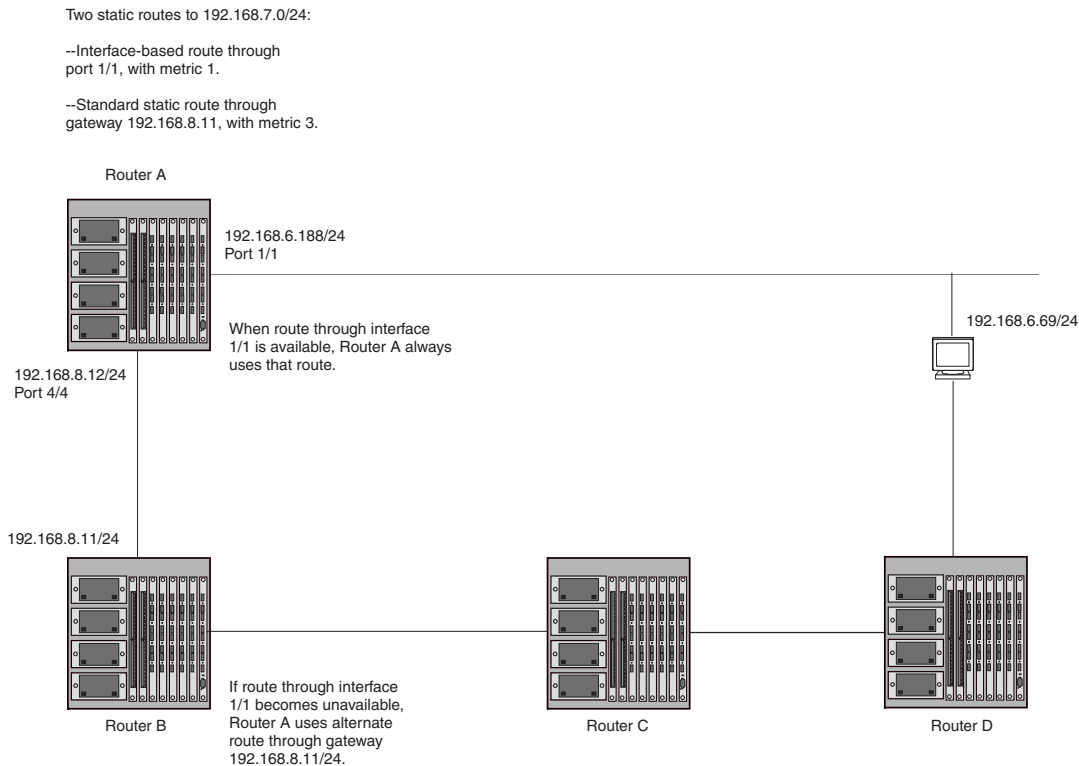 Two static routes to 192.168.7.0/24:
--Interface-based route through
port 1/1, with metric 1.
--Standard static route through
gateway 192.168.8.11, with metric 3.
Router A
192.168.6.188/24
Port 1/1
192.168.6.69/24
When route through interface
1/1 is available, Router A always
uses that route.
192.168.8.12/24
Port 4/4
192.168.8.11/24
If route through interface
1/1 becomes unavailable,
Router A uses alternate
route through gateway
192.168.8.11/24.
Router B
Router C
Router D